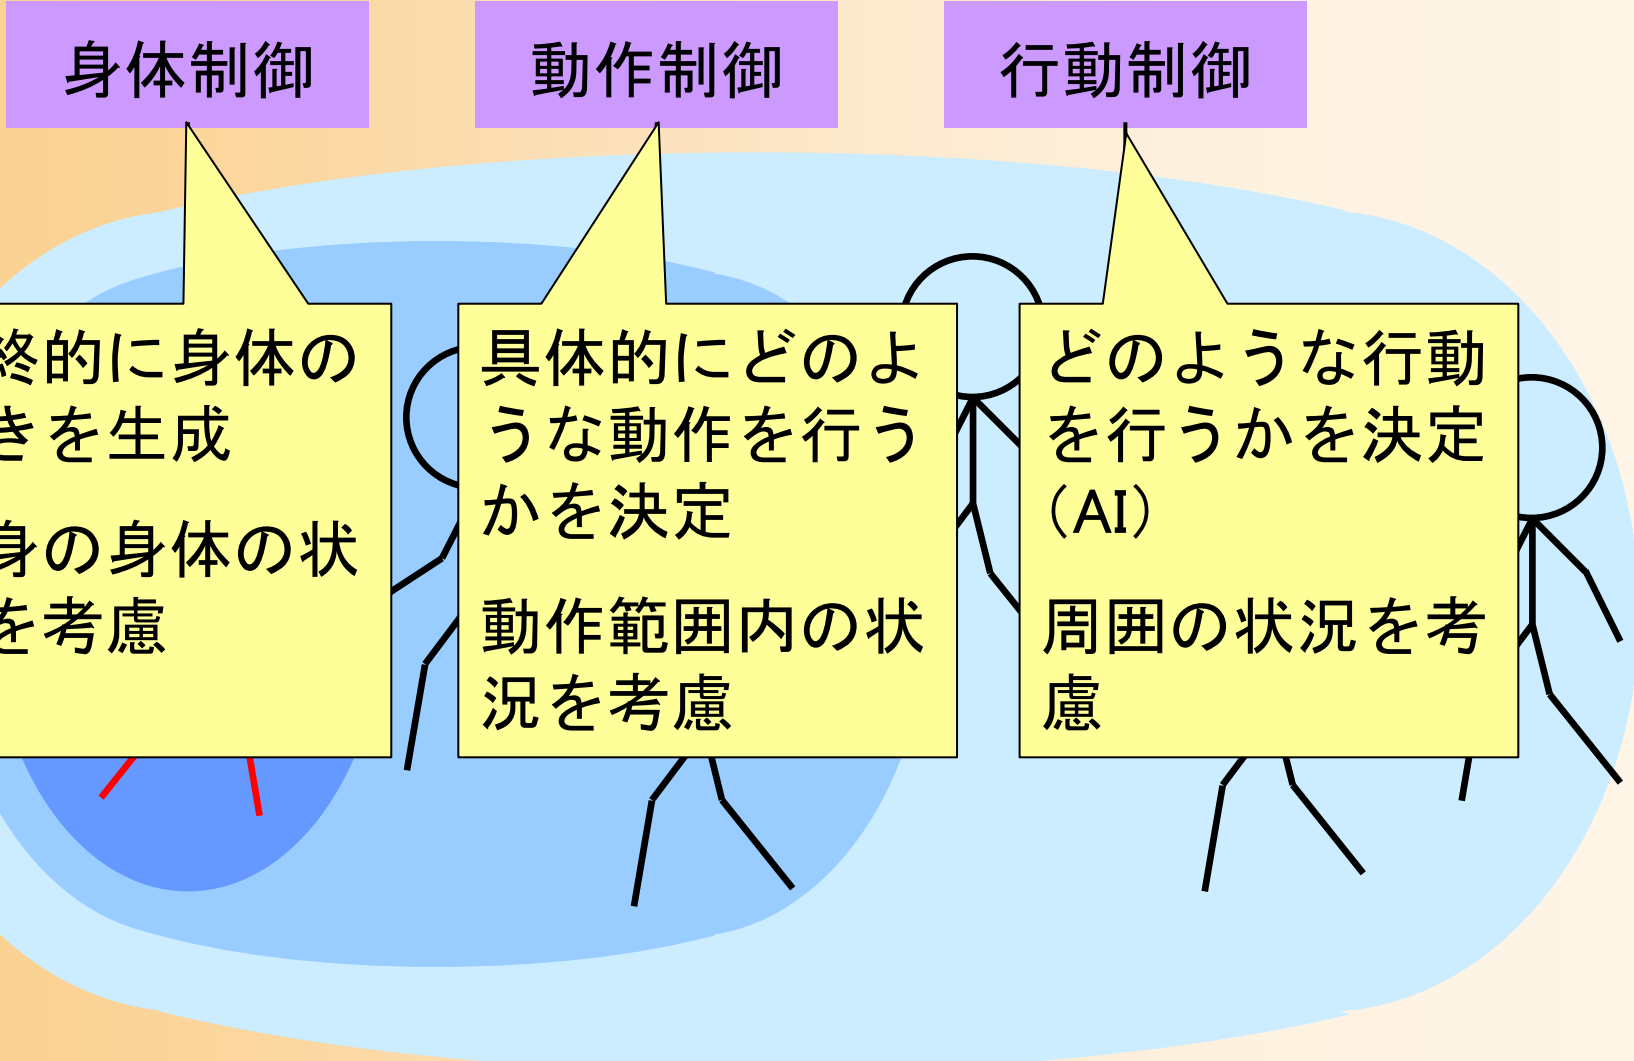 身体制御
動作制御
行動制御
終的に身体の
きを生成
身の身体の状
を考慮
具体的にどのよ
うな動作を行う
かを決定
動作範囲内の状
況を考慮
どのような行動
を行うかを決定
（AI）
周囲の状況を考
慮